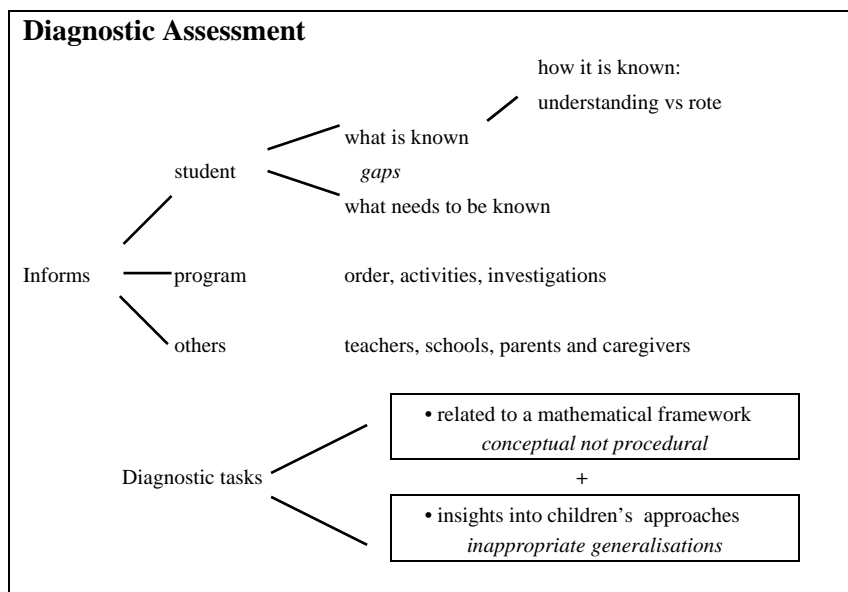 Diagnostic Assessment
how it is known:
understanding vs rote
what is known
student
gaps
what needs to be known
Informs
program
order, activities, investigations
others
teachers, schools, parents and caregivers
• related to a mathematical framework
conceptual not procedural
Diagnostic tasks
+
• insights into children’s approaches
inappropriate generalisations